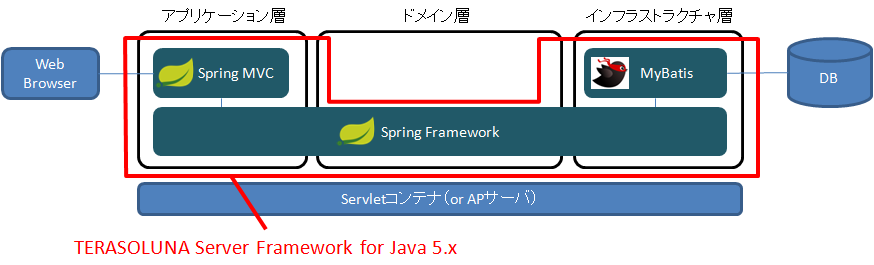 アプリケーション層
ドメイン層
インフラストラクチャ層
Web
Browser
Spring MVC
MyBatis
DB
Spring Framework
Servletコンテナ（or APサーバ）
TERASOLUNA Server Framework for Java 5.x